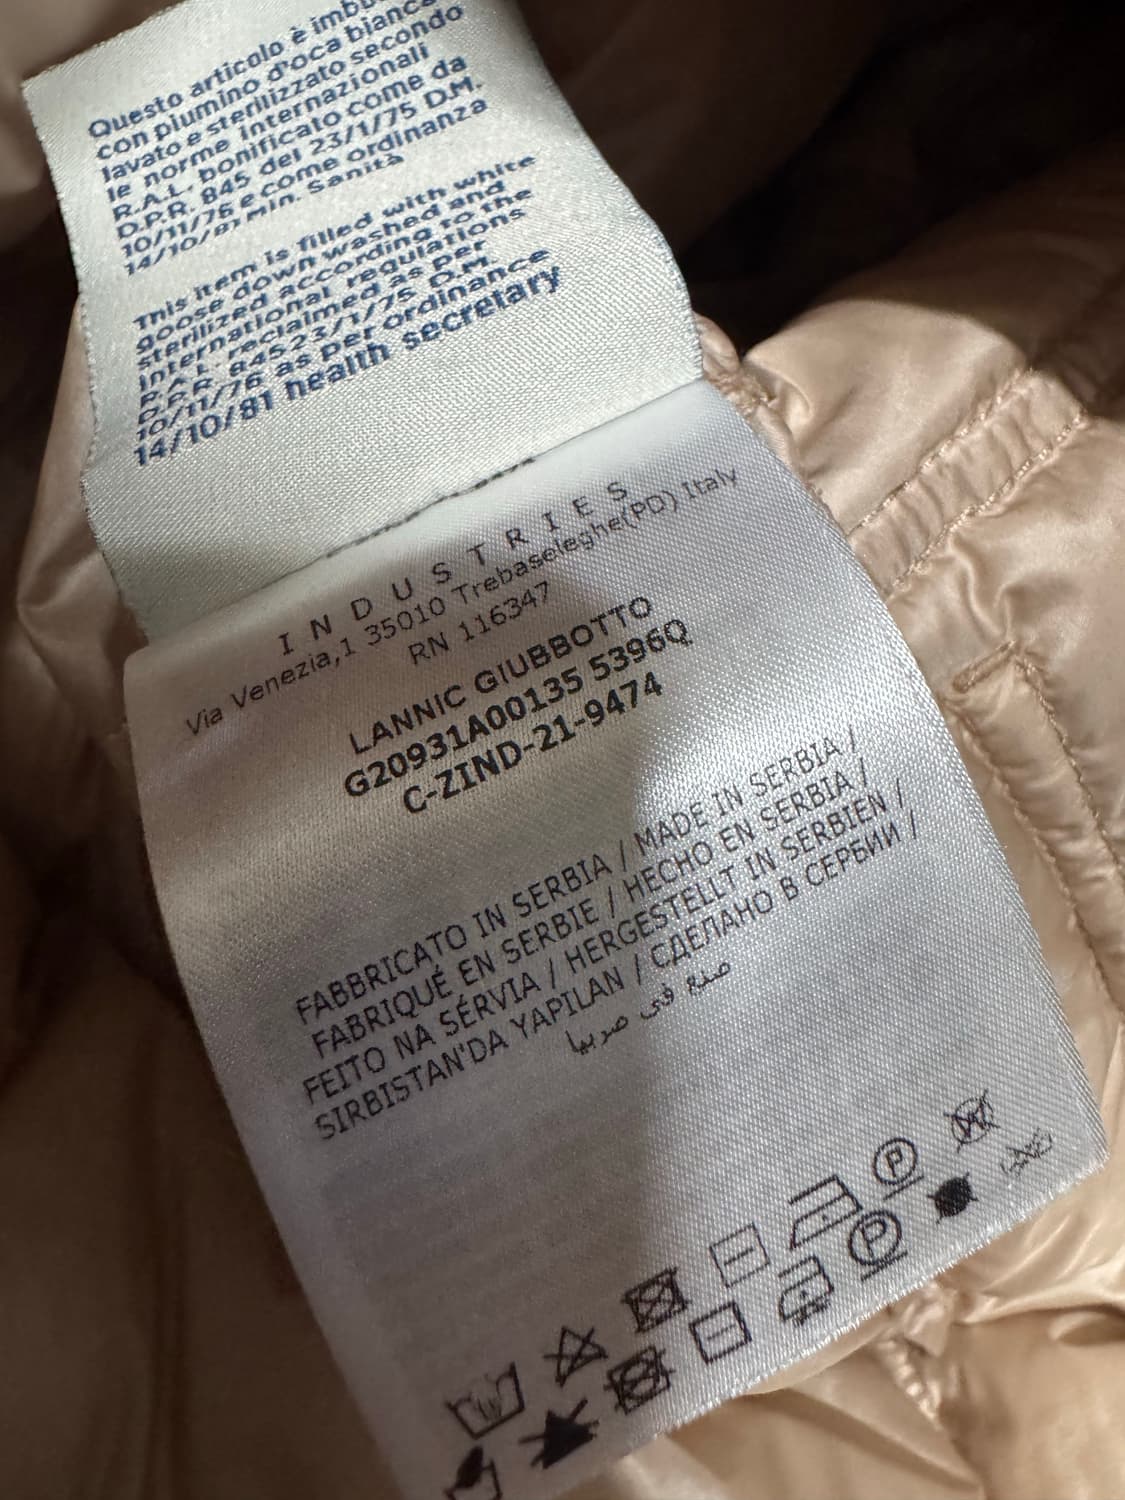 Questo articolo è
con piumino d'oca bianca
lavato e sterilizzato secondo
le norme internazionali
R.A.L. bonificato come da
D.P.R. 845 del 23/1/75 D.M.
10/11/76 e come ordinanza
14/10/81 Min. Sanità
This item is filled with white
goose down washed and
sterilized according to the
international regulations
R.A.L. reclaimed as per
D.P.R. 845 23/1/75 D.M.
10/11/76 as per ordinance
14/10/81 health secretary
INDUSTRIES
Via Venezia,1 35010 Trebaseleghe(PD) Italy
RN 116347
LANNIC GIUBBOTTO
G20931A00135 5396Q
C-ZIND-21-9474
FABBRICATO IN SERBIA / MADE IN SERBIA /
FABRIQUÉ EN SERBIE / HECHO EN SERBIA /
FEITO NA SÉRVIA / HERGESTELLT IN SERBIEN /
SIRBISTAN'DA YAPILAN / СДЕЛАНО В СЕРБИИ /
صنع في صربيا
P
P